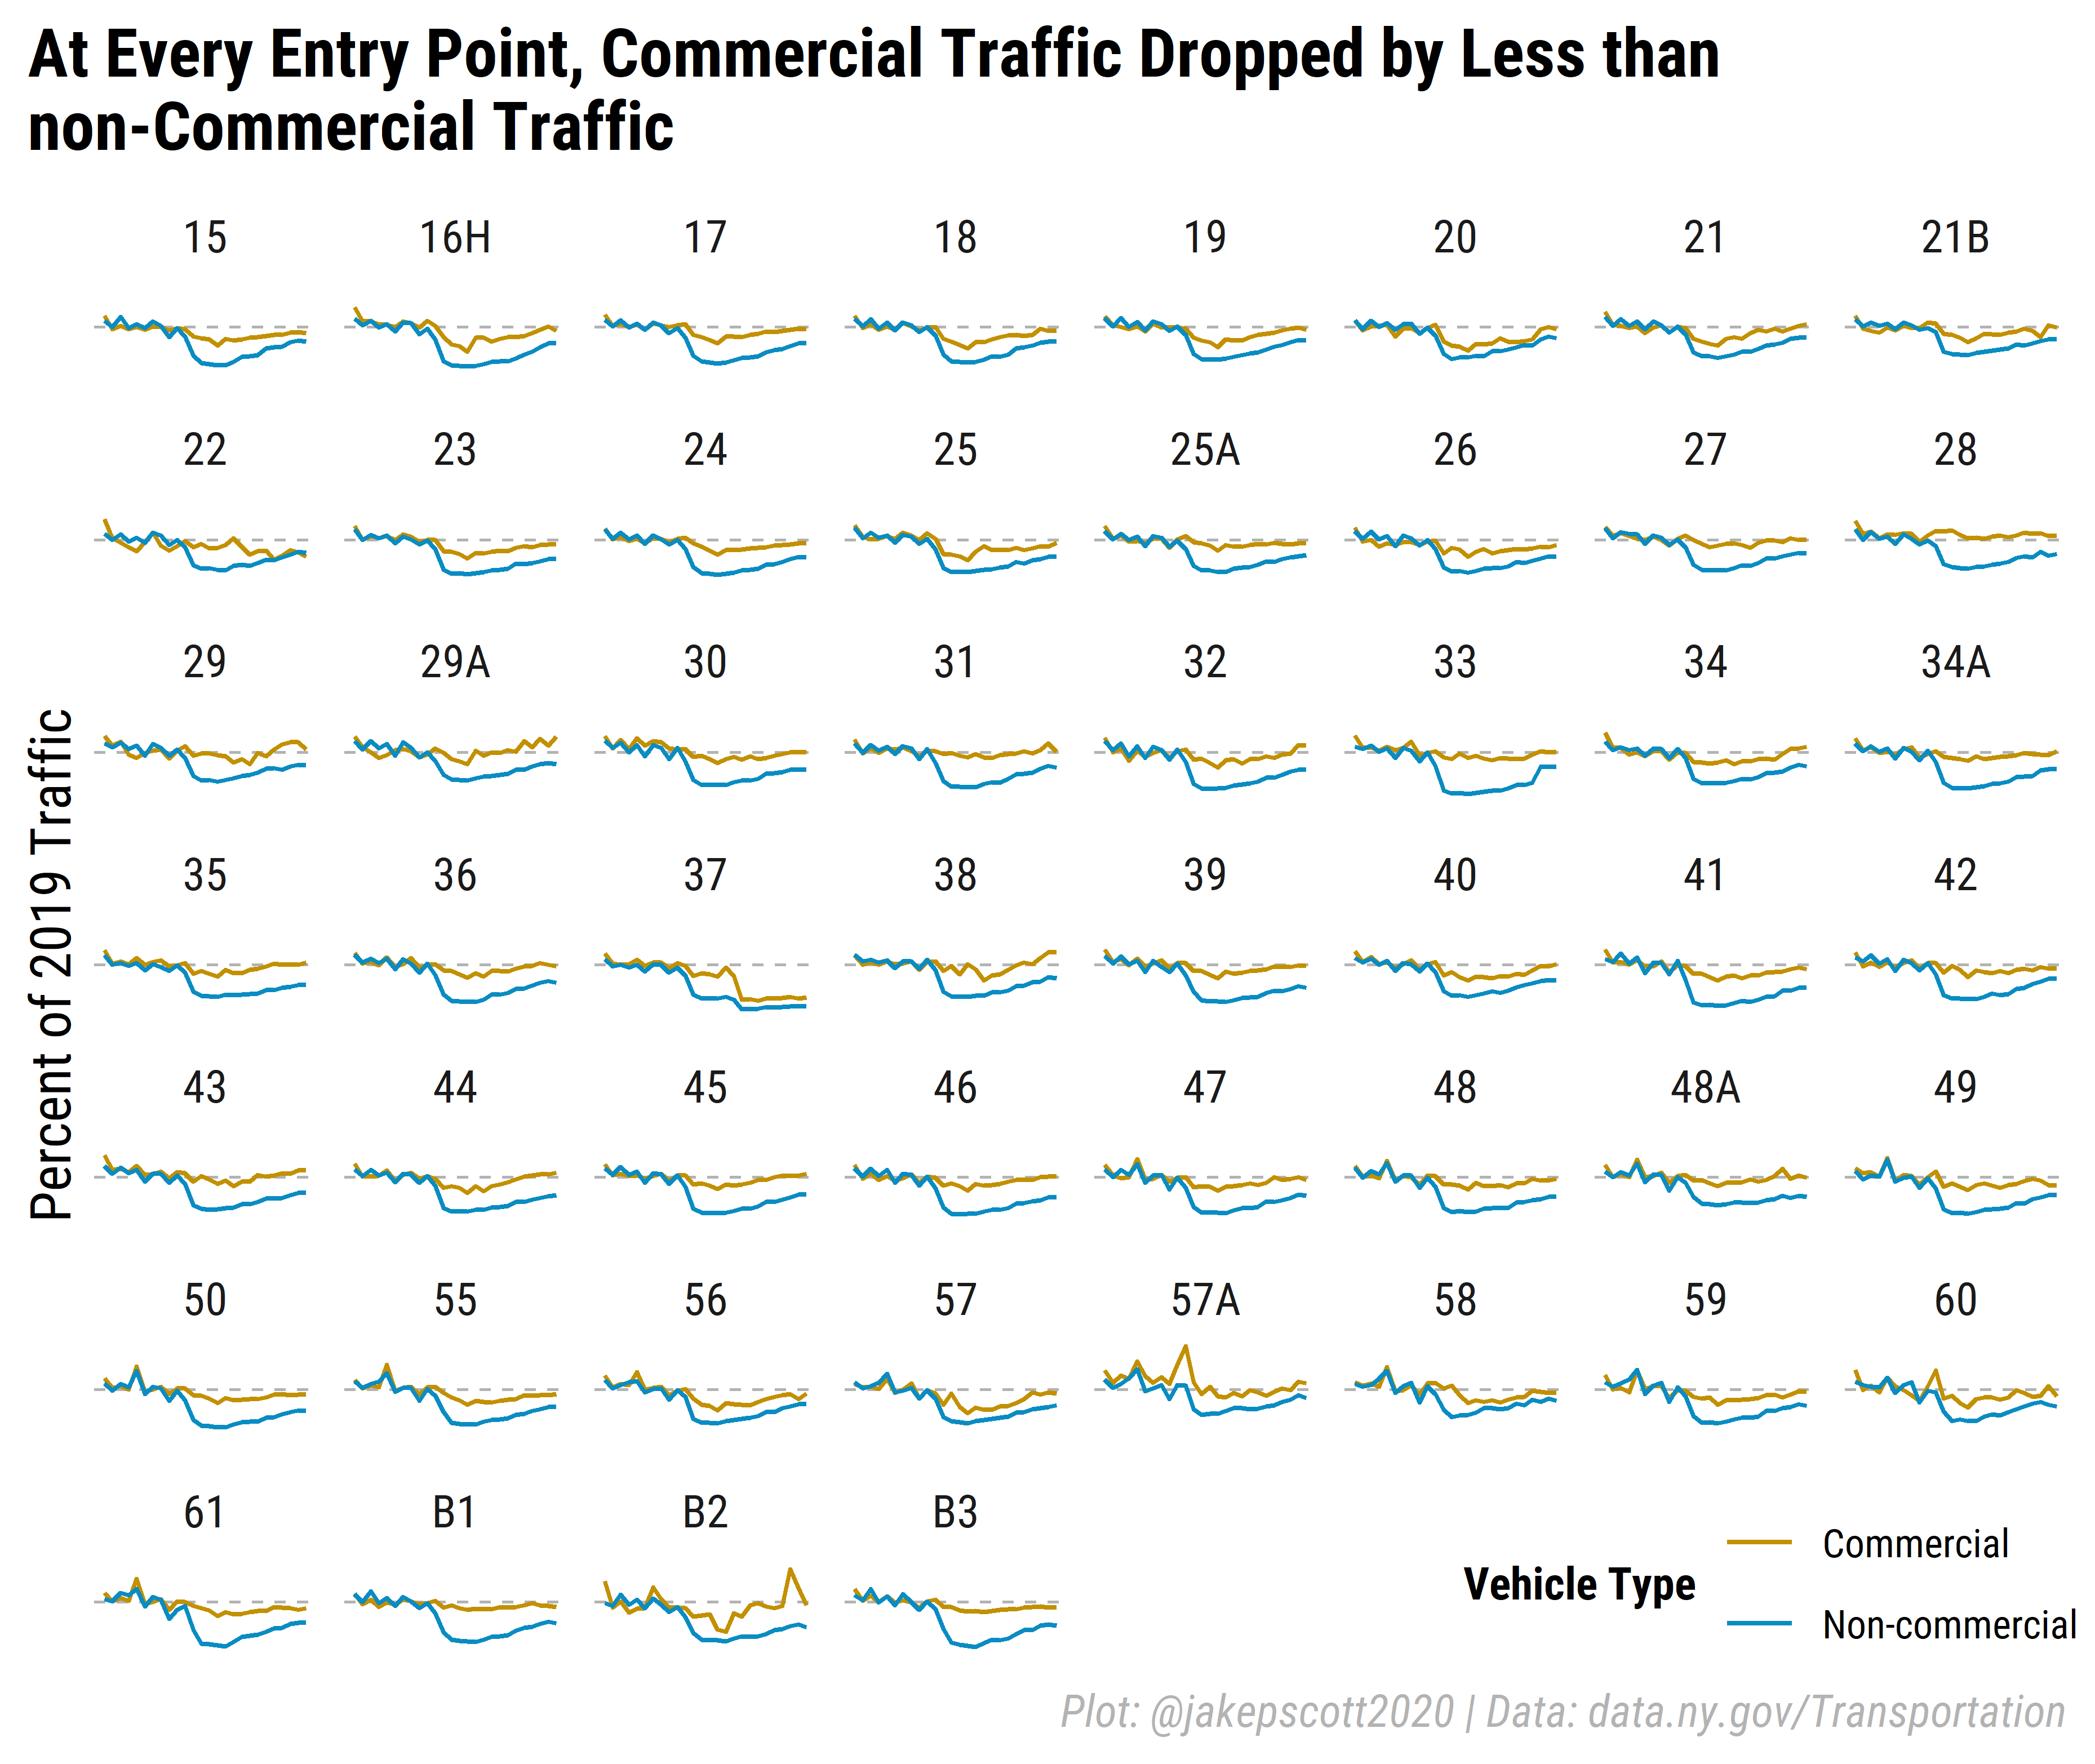 At Every Entry Point, Commercial Traffic Dropped by Less than
non-Commercial Traffic
15 16H 17 18 19 20 21 21B
22 23 24 25 25A 26 27 28
29 29A 30 31 32 33 34 34A
35 36 37 38 39 40 41 42
43 44 45 46 47 48 48A 49
50 55 56 57 57A 58 59 60
61 B1 B2 B3
Percent of 2019 Traffic
Vehicle Type
Commercial
Non-commercial
Plot: @jakepscott2020 | Data: data.ny.gov/Transportation